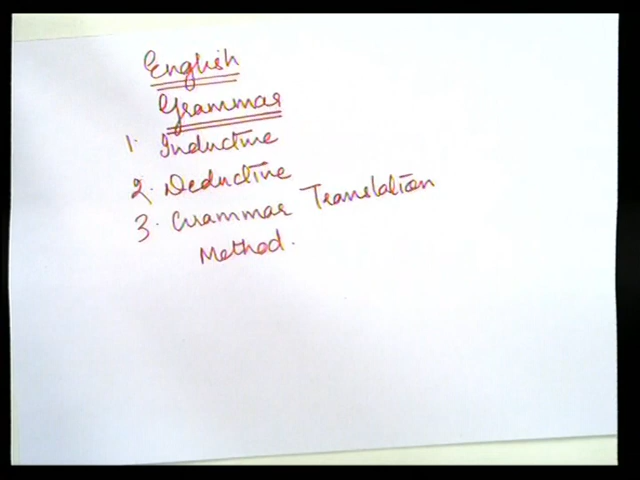 English
Grammar
1. Inductive
2. Deductive
3. Grammar Translation
Method.